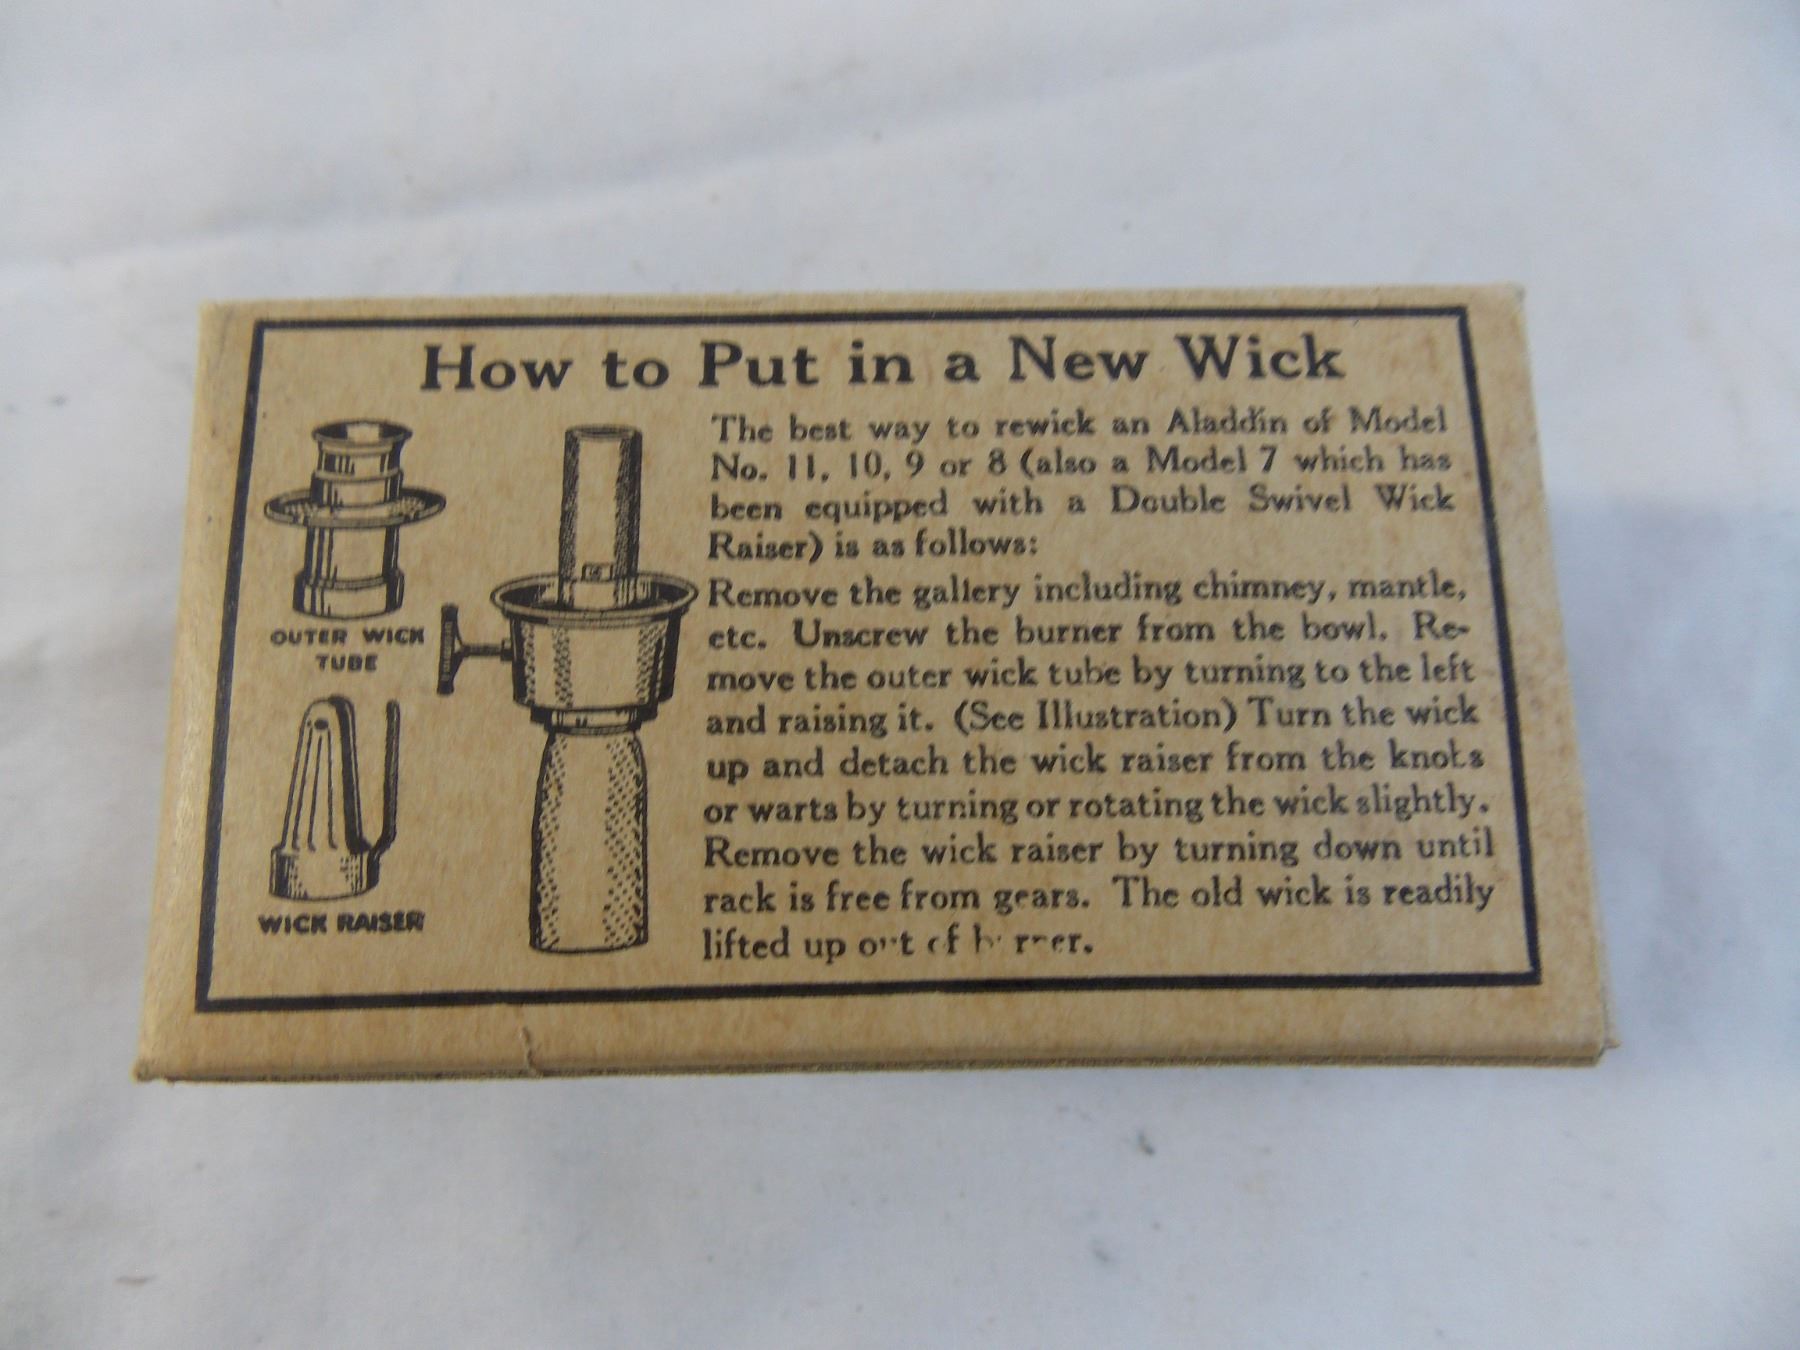 How to Put in a New Wick
OUTER WICK
TUBE
WICK RAISER
The best way to rewick an Aladdin of Model
No. 11, 10, 9 or 8 (also a Model 7 which has
been equipped with a Double Swivel Wick
Raiser) is as follows:
Remove the gallery including chimney, mantle,
etc. Unscrew the burner from the bowl. Re-
move the outer wick tube by turning to the left
and raising it. (See Illustration) Turn the wick
up and detach the wick raiser from the knots
or warts by turning or rotating the wick slightly.
Remove the wick raiser by turning down until
rack is free from gears. The old wick is readily
lifted up out of burner.